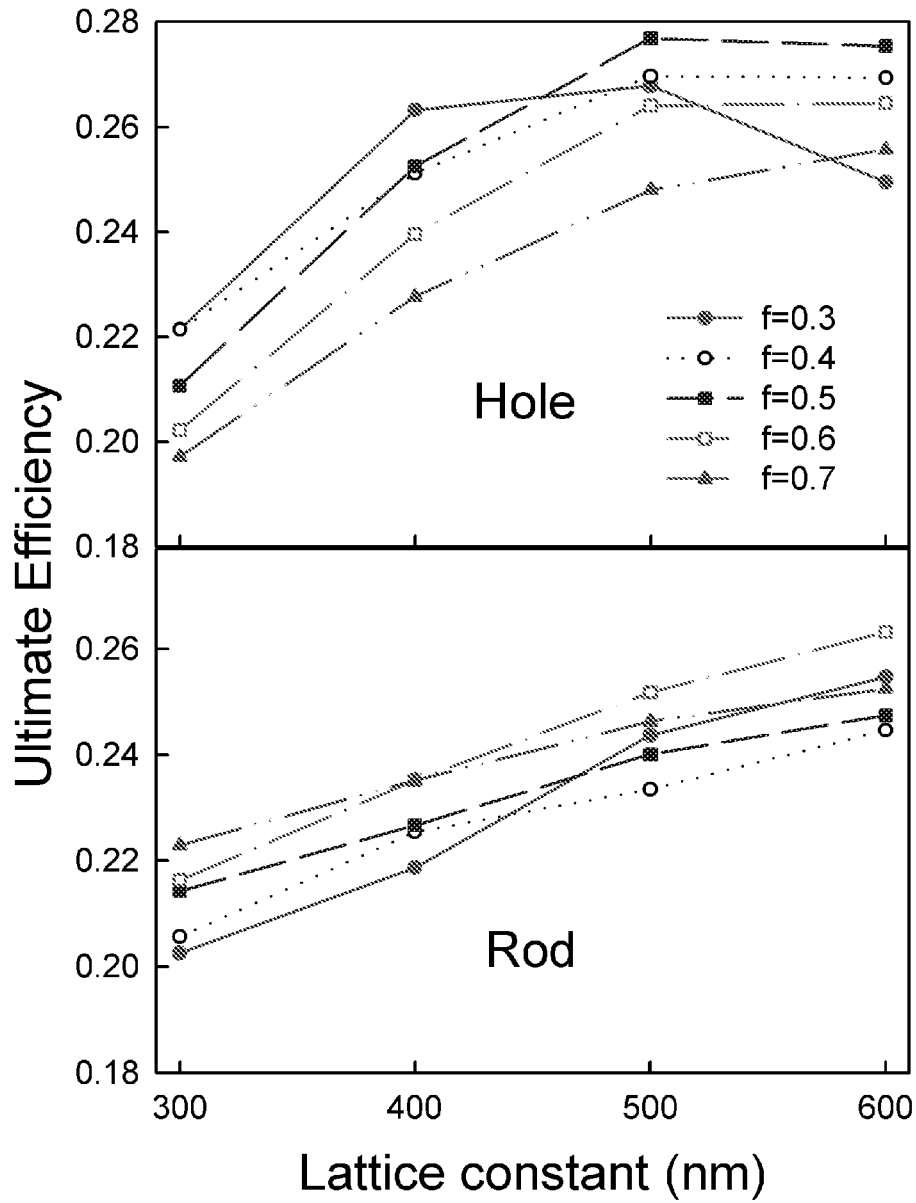 0.28
0.26
0.24
0.22
0.20
0.18
Hole
f=0.3
f=0.4
f=0.5
f=0.6
f=0.7
Ultimate Efficiency
0.26
0.24
0.22
0.20
0.18
Rod
300 400 500 600
Lattice constant (nm)